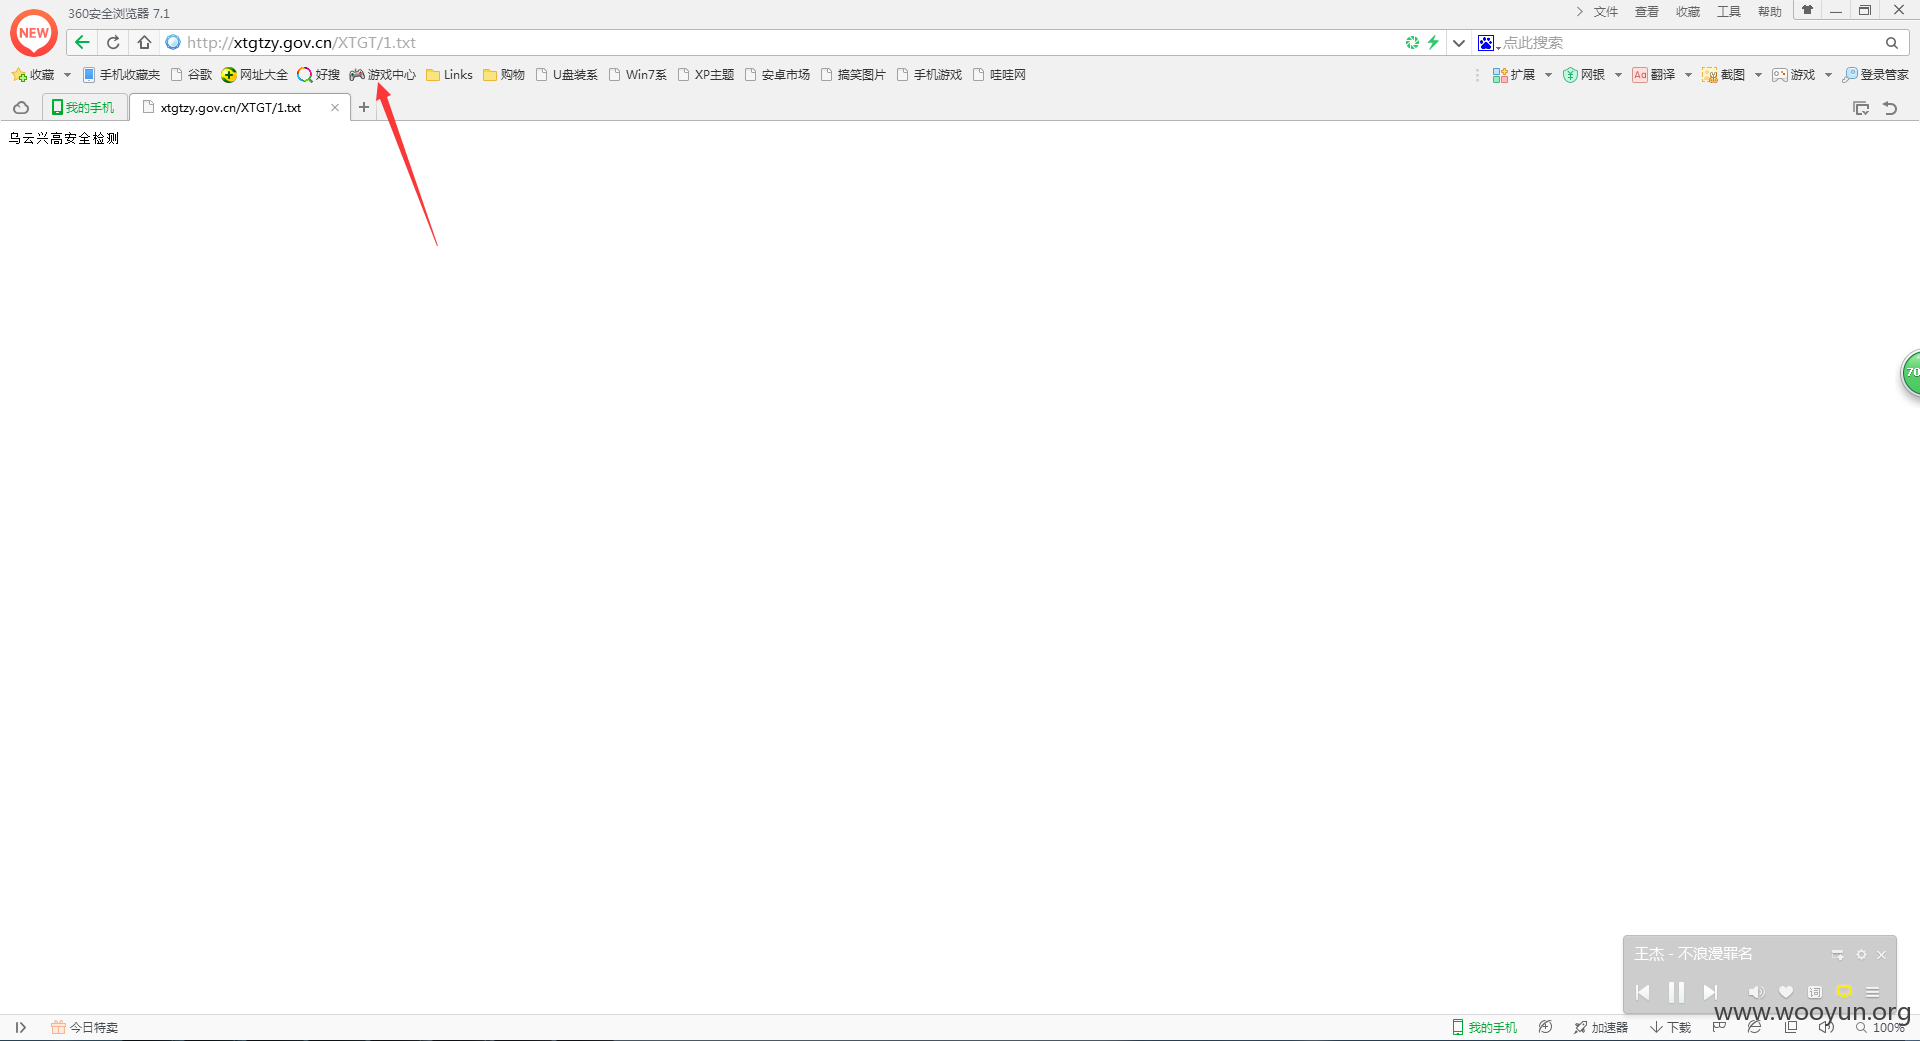 360安全浏览器 7.1
文件 查看 收藏 工具 帮助
NEW
http://xtgtzy.gov.cn/XTGT/1.txt
点此搜索
收藏 手机收藏夹 谷歌 网址大全 好搜 游戏中心 Links 购物 U盘装系 Win7系 XP主题 安卓市场 搞笑图片 手机游戏 哇哇网
扩展 网银 Aa 翻译 截图 游戏 登录管家
我的手机 xtgtzy.gov.cn/XTGT/1.txt
乌云兴高安全检测
70
王杰 - 不浪漫罪名
词
www.wooyun.org
今日特卖
我的手机 加速器 下载 100%